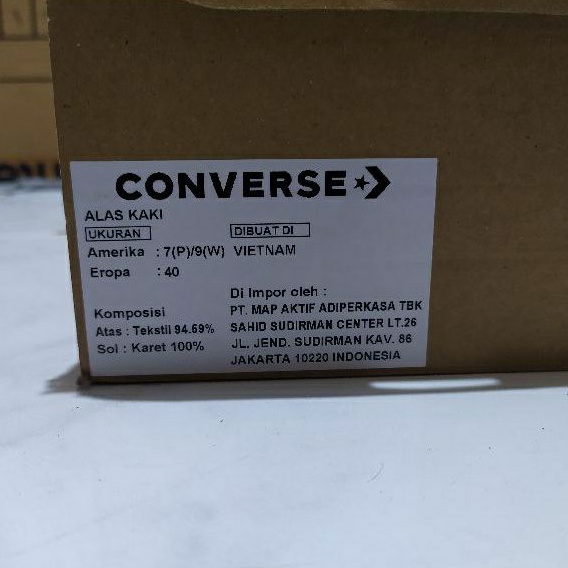 CONVERSE
ALAS KAKI
UKURAN
Amerika : 7(P)/9(W)
Eropa : 40
DIBUAT DI
VIETNAM
Komposisi
Atas : Tekstil 94.69%
Sol : Karet 100%
Di Impor oleh :
PT. MAP AKTIF ADIPERKASA TBK
SAHID SUDIRMAN CENTER LT.26
JL. JEND. SUDIRMAN KAV. 86
JAKARTA 10220 INDONESIA